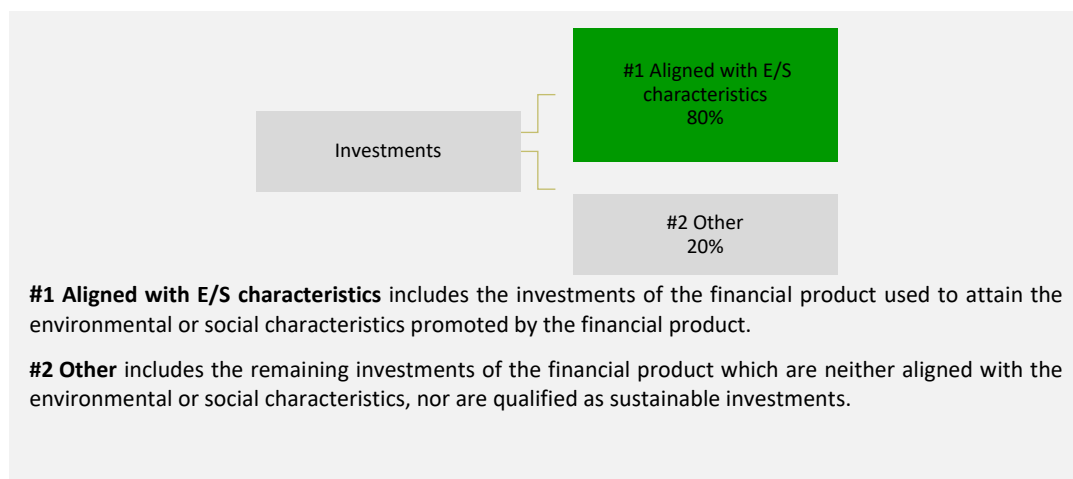 #1 Aligned with E/S
characteristics
80%
Investments
#2 Other
20%
#1 Aligned with E/S characteristics includes the investments of the financial product used to attain the
environmental or social characteristics promoted by the financial product.
#2 Other includes the remaining investments of the financial product which are neither aligned with the
environmental or social characteristics, nor are qualified as sustainable investments.